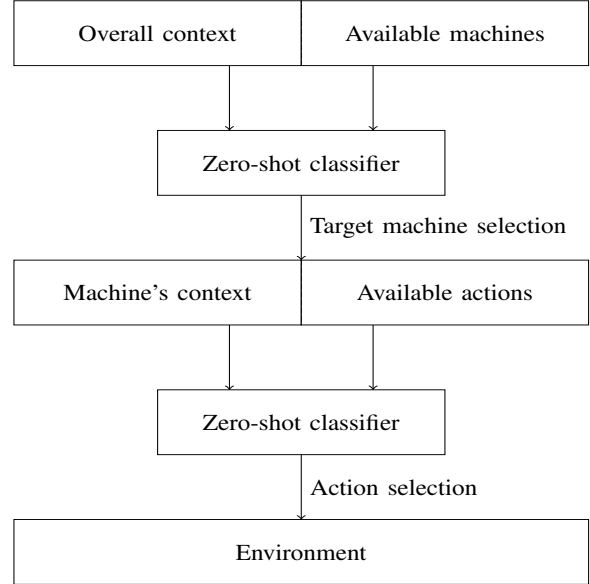 Overall context
Available machines
Zero-shot classifier
Target machine selection
Machine's context
Available actions
Zero-shot classifier
Action selection
Environment